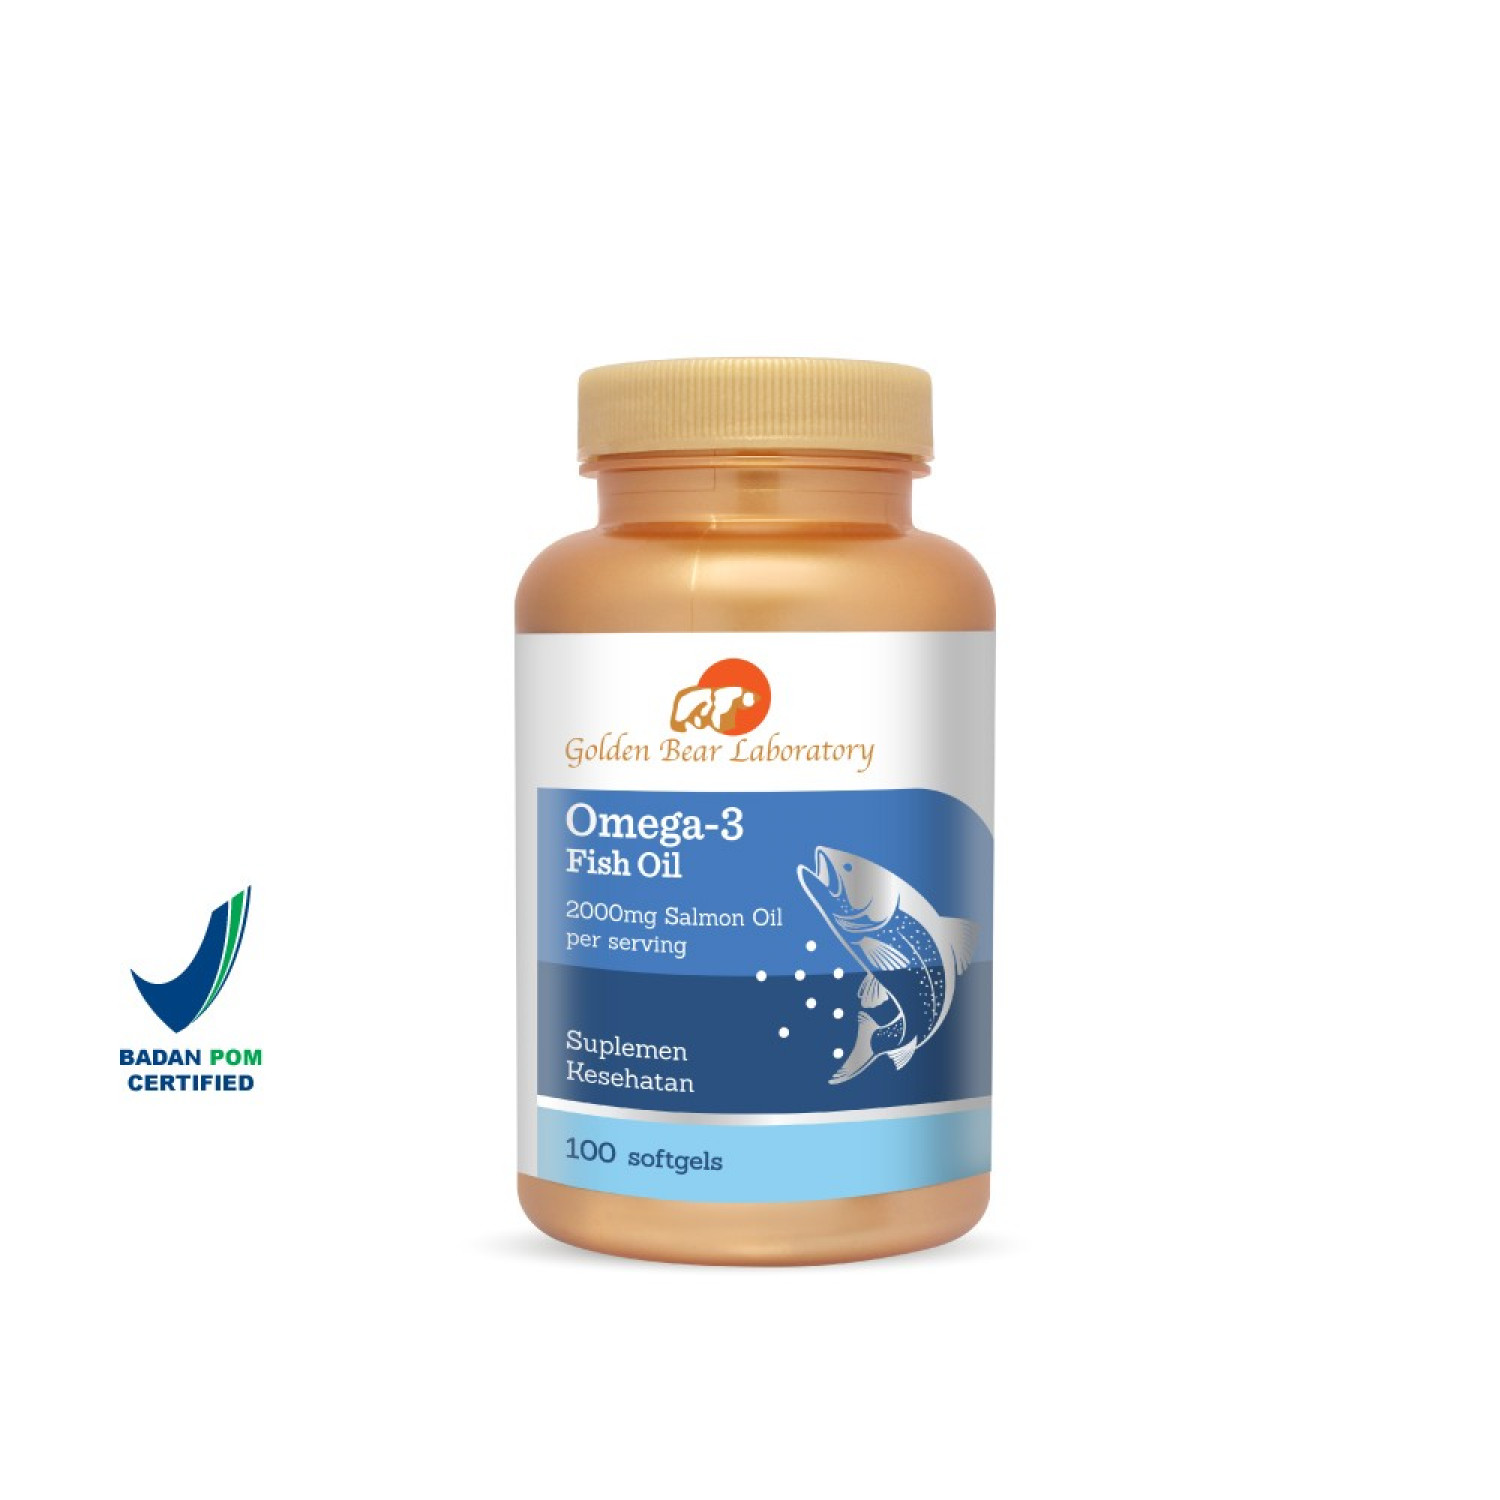 Golden Bear Laboratory
Omega-3
Fish Oil
2000mg Salmon Oil
per serving
Suplemen
Kesehatan
100 softgels
BADAN POM
CERTIFIED